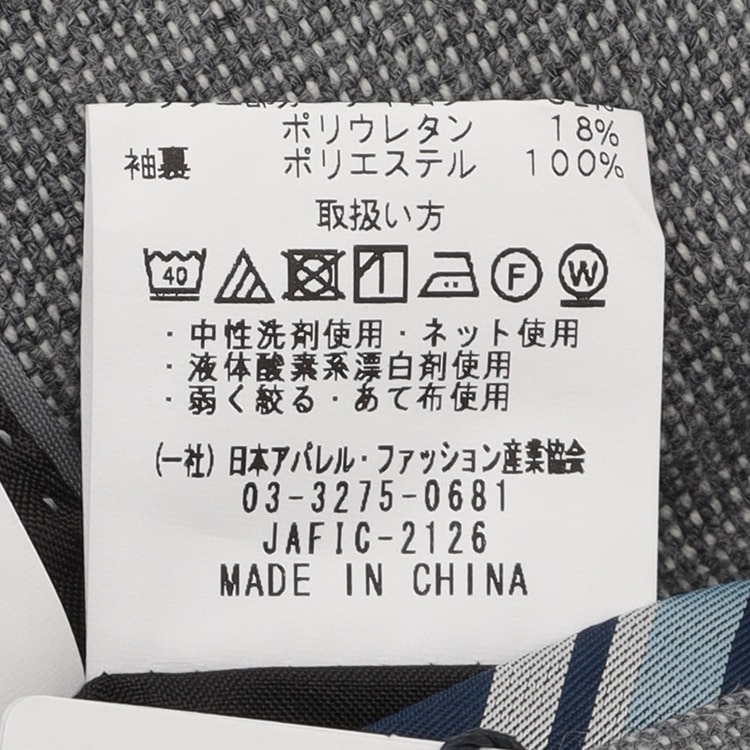 ポリウレタン 18%
袖裏 ポリエステル 100%
取扱い方
40 F W
・中性洗剤使用・ネット使用
・液体酸素系漂白剤使用
・弱く絞る・あて布使用
(一社)日本アパレル・ファッション産業協会
03-3275-0681
JAFIC-2126
MADE IN CHINA